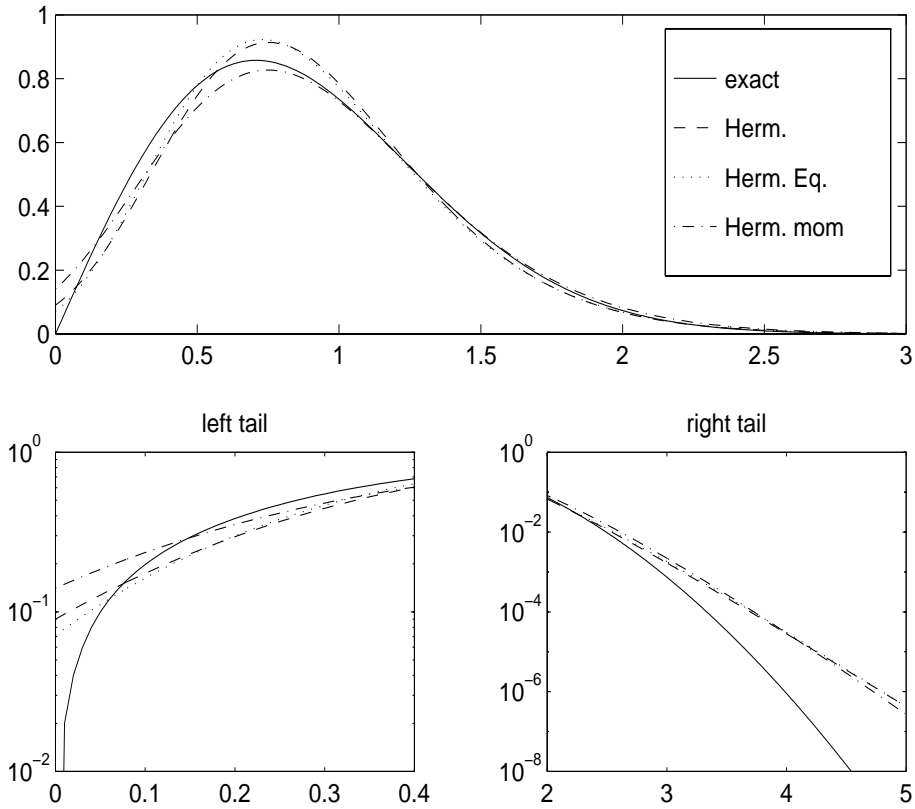 1
0.8
0.6
0.4
0.2
0
0 0.5 1 1.5 2 2.5 3
exact
Herm.
Herm. Eq.
Herm. mom
left tail
10^0
10^−1
10^−2
0 0.1 0.2 0.3 0.4
right tail
10^0
10^−2
10^−4
10^−6
10^−8
2 3 4 5